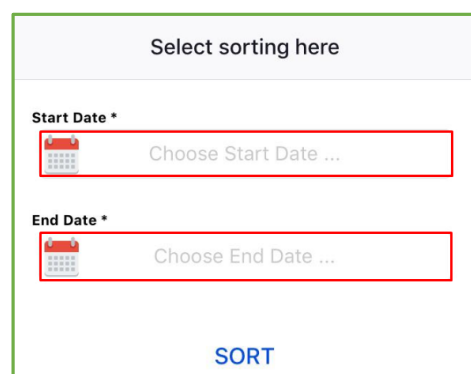 Select sorting here
Start Date *
Choose Start Date ...
End Date *
Choose End Date ...
SORT